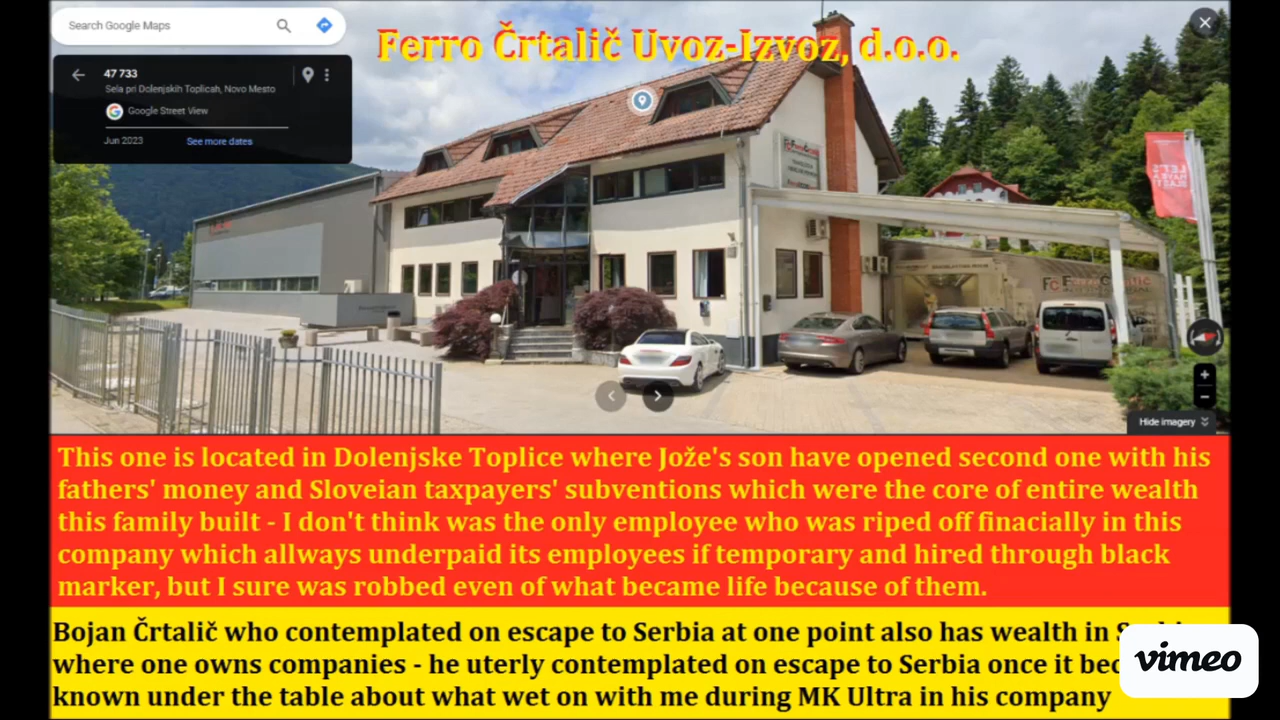 Search Google Maps
Ferro Črtalič Uvoz-Izvoz, d.o.o.
47 733
Sela pri Dolenjskih Toplicah, Novo Mesto
Google Street View
Jun 2023
See more dates
LET'S
HAVE A
BLAST!
Hide imagery
This one is located in Dolenjske Toplice where Jože's son have opened second one with his
fathers' money and Sloveian taxpayers' subventions which were the core of entire wealth
this family built - I don't think was the only employee who was riped off finacially in this
company which allways underpaid its employees if temporary and hired through black
marker, but I sure was robbed even of what became life because of them.
Bojan Črtalič who contemplated on escape to Serbia at one point also has wealth in
where one owns companies - he uterly contemplated on escape to Serbia once it
known under the table about what wet on with me during MK Ultra in his company
vimeo